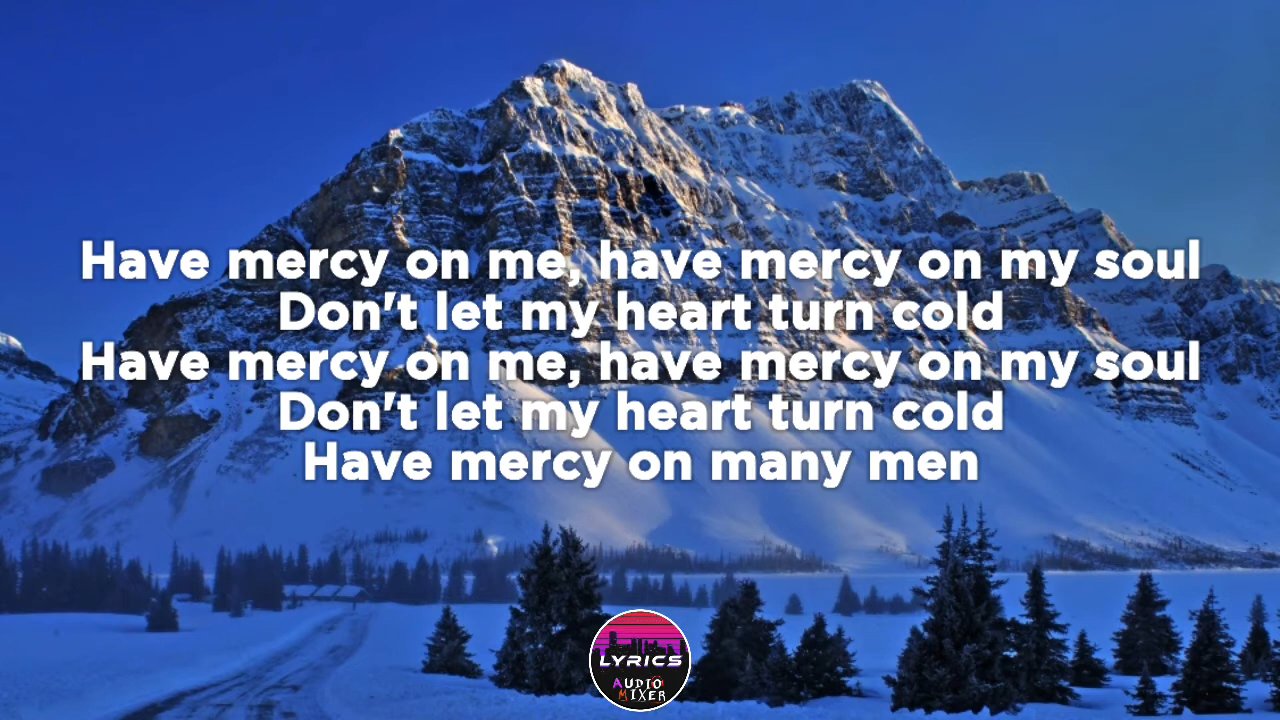 Have mercy on me, have mercy on my soul
Don't let my heart turn cold
Have mercy on me, have mercy on my soul
Don't let my heart turn cold
Have mercy on many men
LYRICS
AUDIO
MIXER